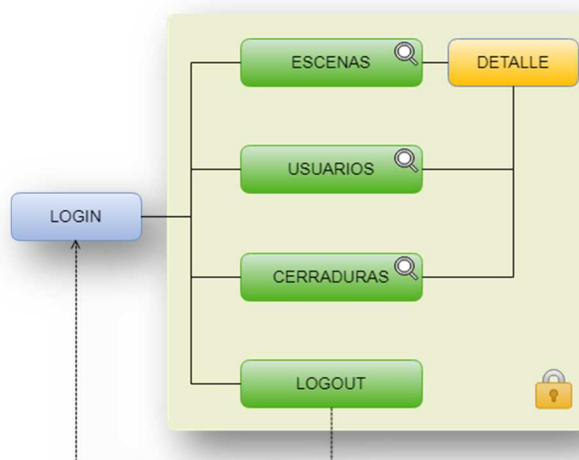 ESCENAS
DETALLE
USUARIOS
LOGIN
CERRADURAS
LOGOUT